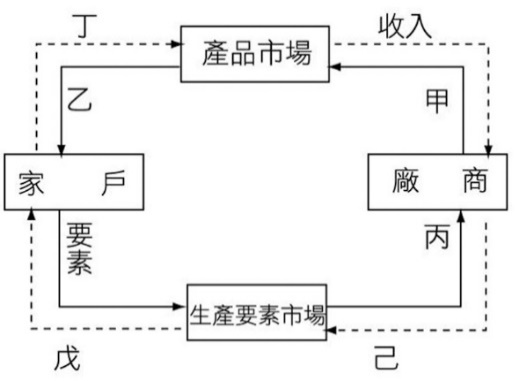 丁
收入
產品市場
乙
甲
家 戶
廠 商
要素
丙
生產要素市場
戊
己